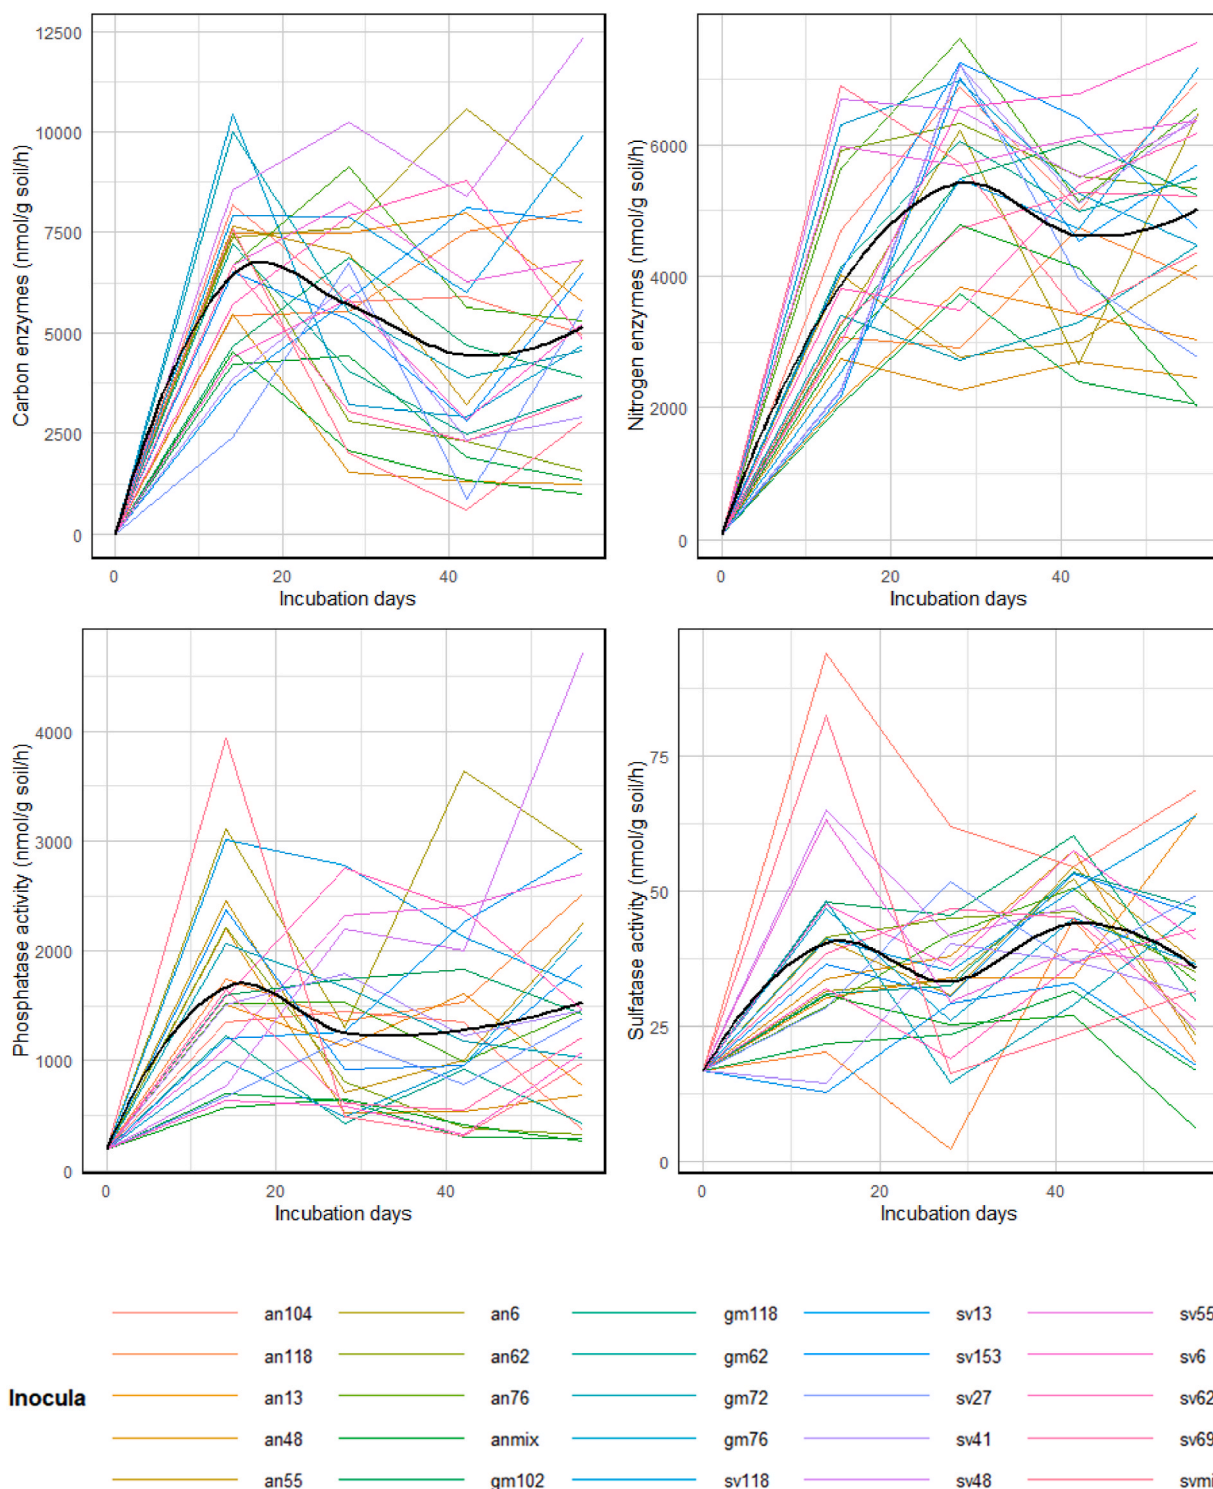 Carbon enzymes (nmol/g soil/h)
12500
10000
7500
5000
2500
0
0 20 40
Incubation days
Nitrogen enzymes (nmol/g soil/h)
6000
4000
2000
0
0 20 40
Incubation days
Phosphatase activity (nmol/g soil/h)
4000
3000
2000
1000
0
0 20 40
Incubation days
Sulfatase activity (nmol/g soil/h)
75
50
25
0
0 20 40
Incubation days
an104 an6 gm118 sv13 sv55
an118 an62 gm62 sv153 sv6
Inocula an13 an76 gm72 sv27 sv62
an48 anmix gm76 sv41 sv69
an55 gm102 sv118 sv48 svmi